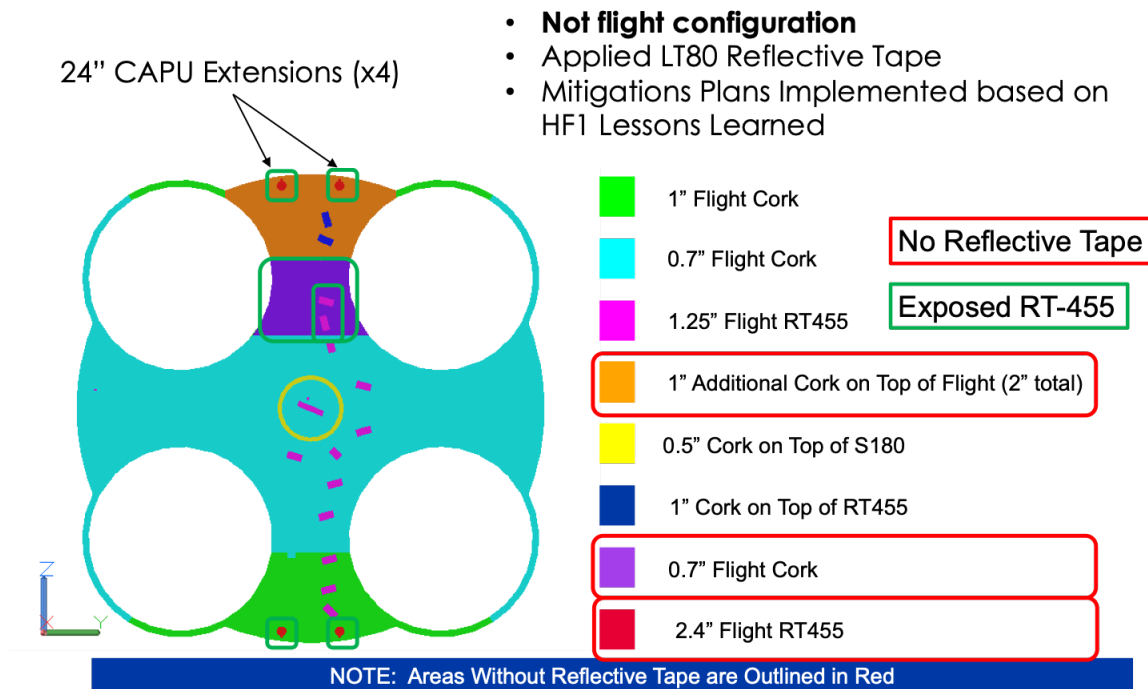 • Not flight configuration
• Applied LT80 Reflective Tape
• Mitigations Plans Implemented based on
HF1 Lessons Learned
24” CAPU Extensions (x4)
1” Flight Cork
0.7” Flight Cork
1.25” Flight RT455
1” Additional Cork on Top of Flight (2” total)
0.5” Cork on Top of S180
1” Cork on Top of RT455
0.7” Flight Cork
2.4” Flight RT455
No Reflective Tape
Exposed RT-455
Z
X
Y
NOTE: Areas Without Reflective Tape are Outlined in Red